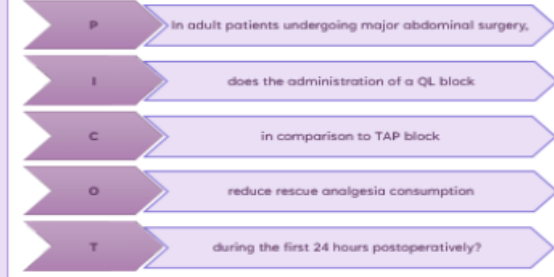 P
In adult patients undergoing major abdominal surgery,
I
does the administration of a QL block
C
in comparison to TAP block
O
reduce rescue analgesia consumption
T
during the first 24 hours postoperatively?